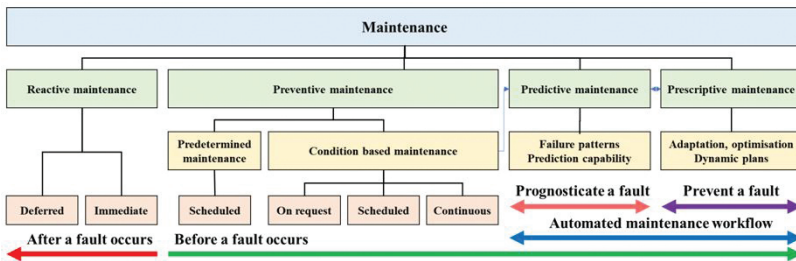 Maintenance
Reactive maintenance
Preventive maintenance
Predictive maintenance
Prescriptive maintenance
Predetermined
maintenance
Condition based maintenance
Failure patterns
Prediction capability
Adaptation, optimisation
Dynamic plans
Deferred
Immediate
Scheduled
On request
Scheduled
Continuous
Prognosticate a fault
Prevent a fault
Automated maintenance workflow
After a fault occurs
Before a fault occurs